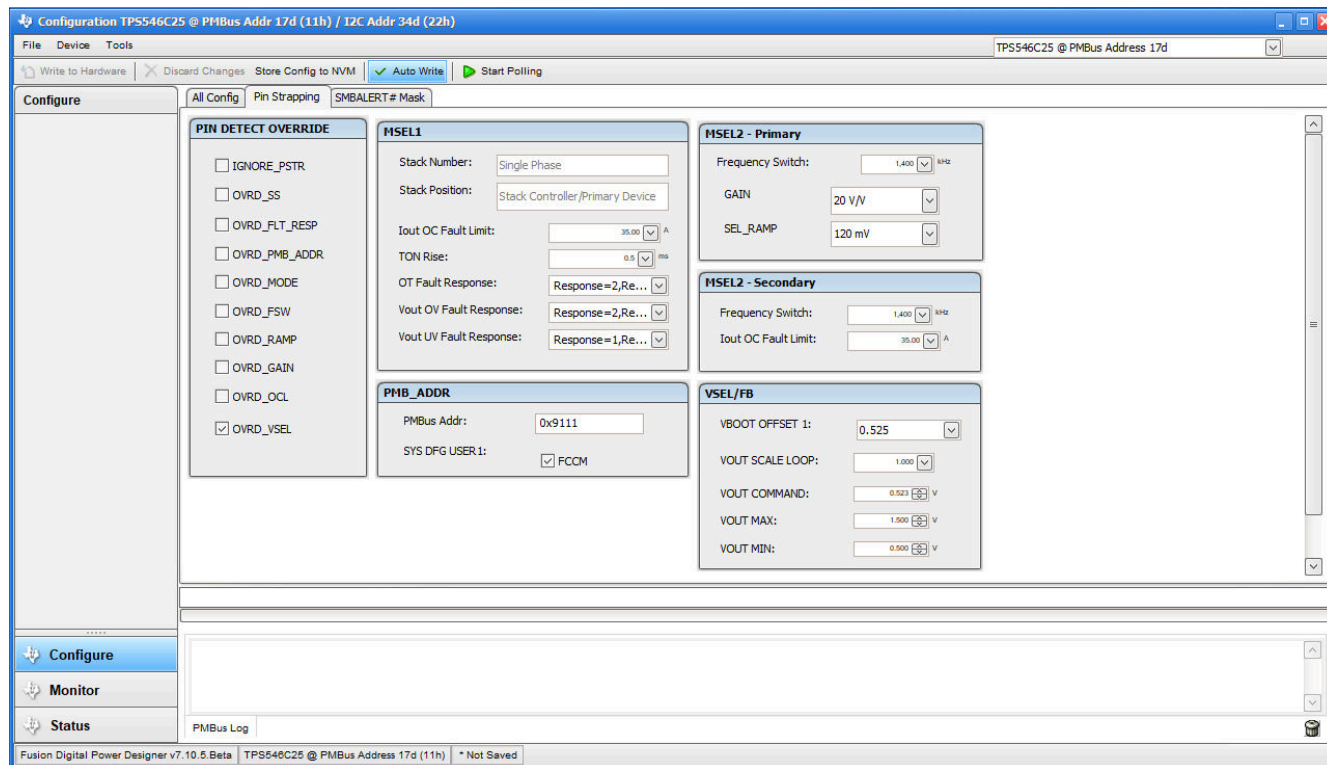 Configuration TPS546C25 @ PMBus Addr 17d (11h) / I2C Addr 34d (22h)
File Device Tools
TPS546C25 @ PMBus Address 17d
Write to Hardware Discard Changes Store Config to NVM Auto Write Start Polling
Configure
All Config Pin Strapping SMBALERT# Mask
PIN DETECT OVERRIDE
IGNORE_PSTR
OVRD_SS
OVRD_FLT_RESP
OVRD_PMB_ADDR
OVRD_MODE
OVRD_FSW
OVRD_RAMP
OVRD_GAIN
OVRD_OCL
OVRD_VSEL
MSEL1
Stack Number: Single Phase
Stack Position: Stack Controller/Primary Device
Iout OC Fault Limit: 35.00 A
TON Rise: 0.5 ms
OT Fault Response: Response=2,Re...
Vout OV Fault Response: Response=2,Re...
Vout UV Fault Response: Response=1,Re...
PMB_ADDR
PMBus Addr: 0x9111
SYS DFG USER1: FCCM
MSEL2 - Primary
Frequency Switch: 1,400 kHz
GAIN 20 V/V
SEL_RAMP 120 mV
MSEL2 - Secondary
Frequency Switch: 1,400 kHz
Iout OC Fault Limit: 35.00 A
VSEL/FB
VBOOT OFFSET 1: 0.525
VOUT SCALE LOOP: 1.000
VOUT COMMAND: 0.523 V
VOUT MAX: 1.500 V
VOUT MIN: 0.500 V
Configure
Monitor
Status
PMBus Log
Fusion Digital Power Designer v7.10.5.Beta TPS546C25 @ PMBus Address 17d (11h) * Not Saved